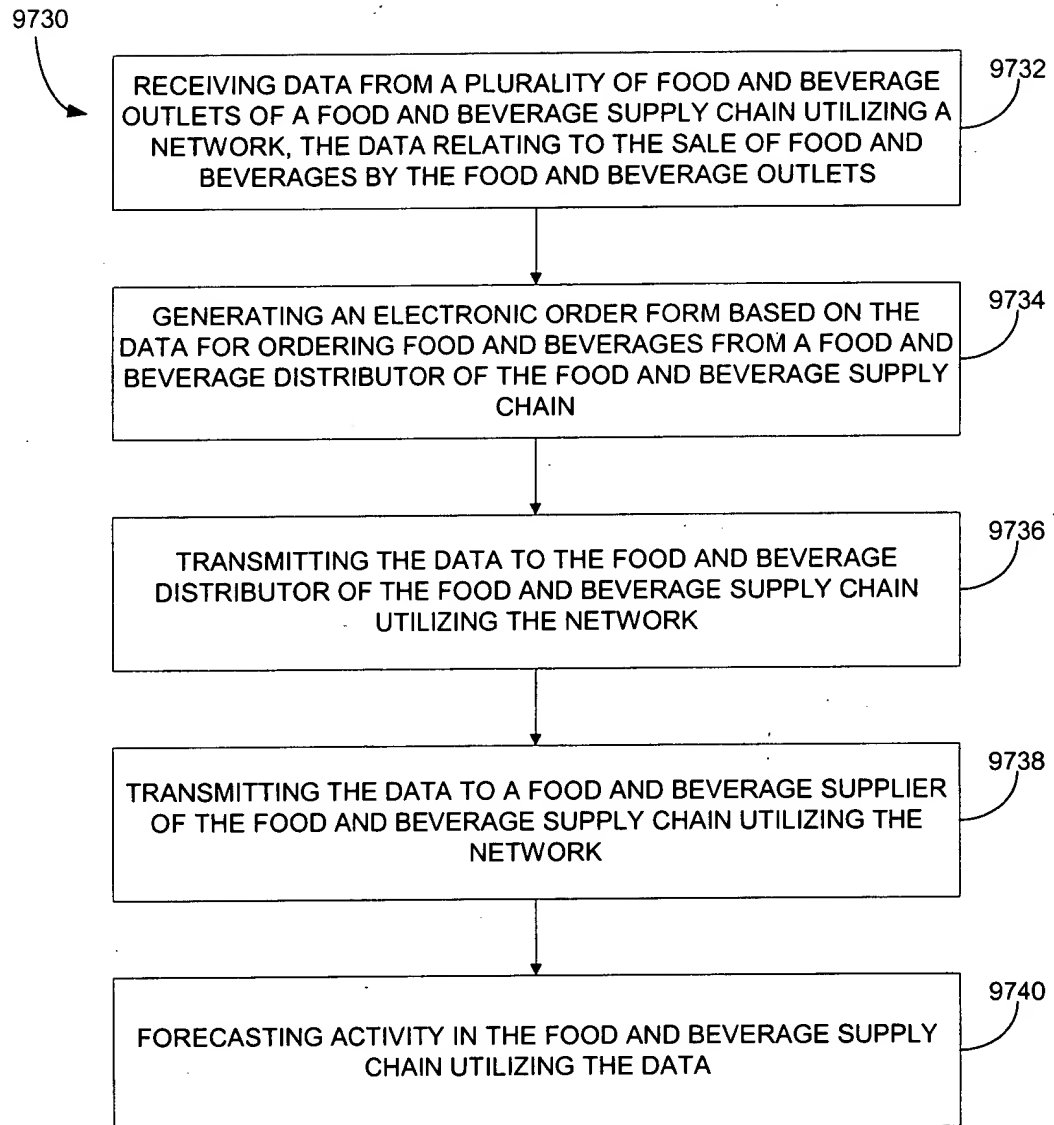 9730
RECEIVING DATA FROM A PLURALITY OF FOOD AND BEVERAGE
OUTLETS OF A FOOD AND BEVERAGE SUPPLY CHAIN UTILIZING A
NETWORK, THE DATA RELATING TO THE SALE OF FOOD AND
BEVERAGES BY THE FOOD AND BEVERAGE OUTLETS
9732
GENERATING AN ELECTRONIC ORDER FORM BASED ON THE
DATA FOR ORDERING FOOD AND BEVERAGES FROM A FOOD AND
BEVERAGE DISTRIBUTOR OF THE FOOD AND BEVERAGE SUPPLY
CHAIN
9734
TRANSMITTING THE DATA TO THE FOOD AND BEVERAGE
DISTRIBUTOR OF THE FOOD AND BEVERAGE SUPPLY CHAIN
UTILIZING THE NETWORK
9736
TRANSMITTING THE DATA TO A FOOD AND BEVERAGE SUPPLIER
OF THE FOOD AND BEVERAGE SUPPLY CHAIN UTILIZING THE
NETWORK
9738
FORECASTING ACTIVITY IN THE FOOD AND BEVERAGE SUPPLY
CHAIN UTILIZING THE DATA
9740